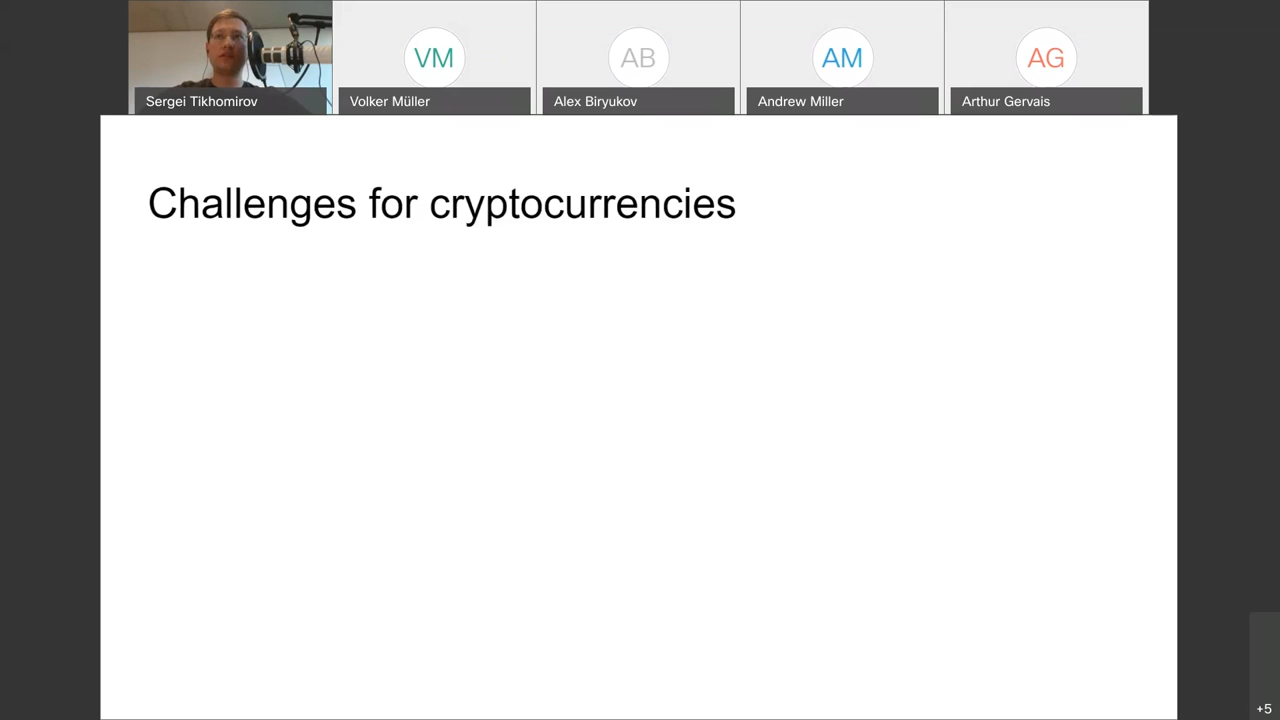 VM
AB
AM
AG
Sergei Tikhomirov
Volker Müller
Alex Biryukov
Andrew Miller
Arthur Gervais
Challenges for cryptocurrencies
+5